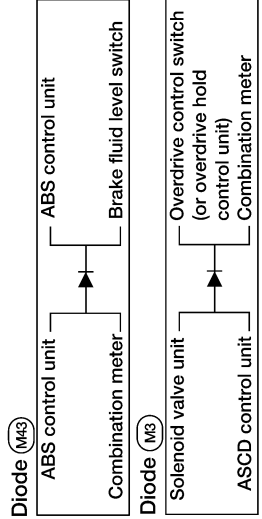 Diode M43
ABS control unit
ABS control unit
Combination meter
Brake fluid level switch
Diode M3
Solenoid valve unit
Overdrive control switch
(or overdrive hold
control unit)
ASCD control unit
Combination meter